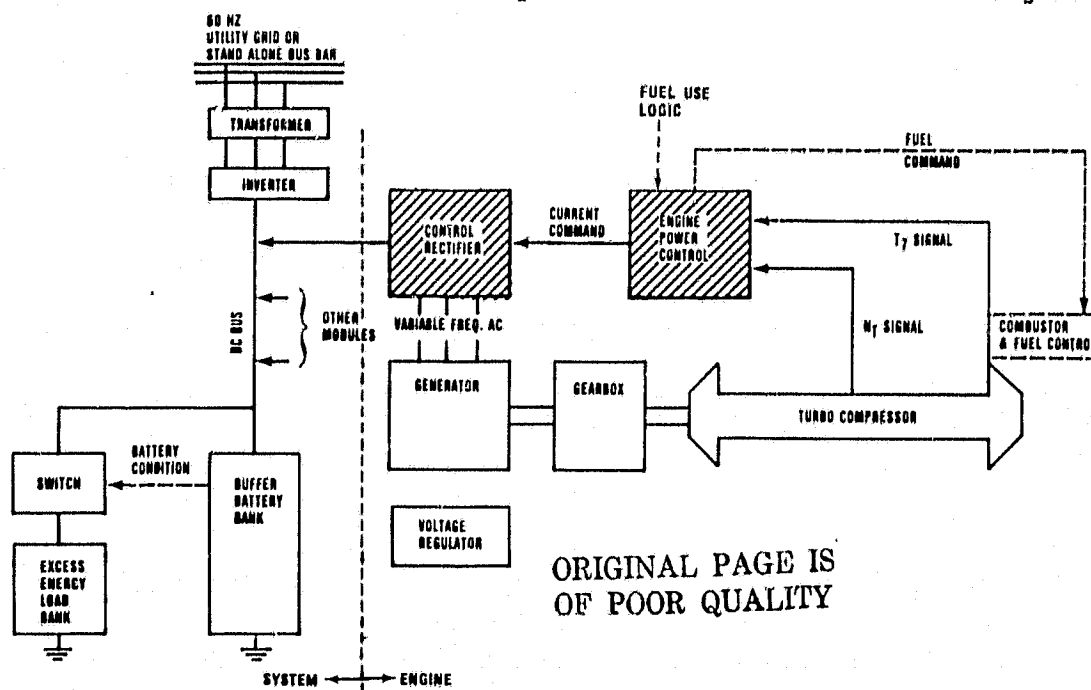 60 HZ
UTILITY GRID OR
STAND ALONE BUS BAR
TRANSFORMER
INVERTER
FUEL USE
LOGIC
FUEL
COMMAND
CONTROL
RECTIFIER
CURRENT
COMMAND
ENGINE
POWER
CONTROL
T7 SIGNAL
NT SIGNAL
COMBUSTOR
& FUEL CONTROL
DC BUS
OTHER
MODULES
VARIABLE FREQ. AC
GENERATOR
GEARBOX
TURBO COMPRESSOR
BATTERY
CONDITION
SWITCH
BUFFER
BATTERY
BANK
EXCESS
ENERGY
LOAD
BANK
VOLTAGE
REGULATOR
ORIGINAL PAGE IS
OF POOR QUALITY
SYSTEM
ENGINE